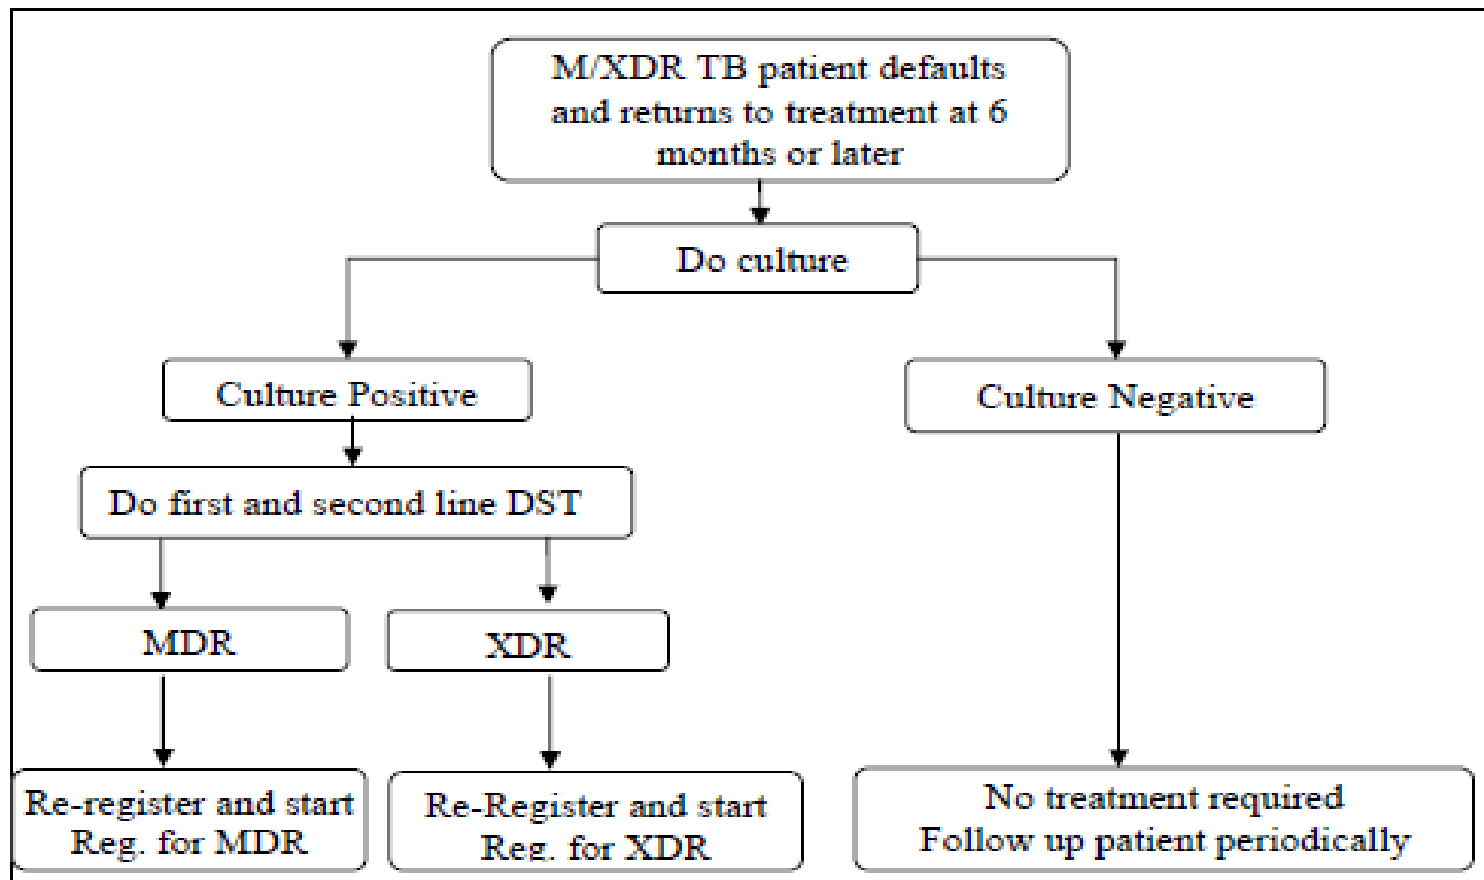 M/XDR TB patient defaults
and returns to treatment at 6
months or later
Do culture
Culture Positive
Culture Negative
Do first and second line DST
MDR
XDR
Re-register and start
Reg. for MDR
Re-Register and start
Reg. for XDR
No treatment required
Follow up patient periodically